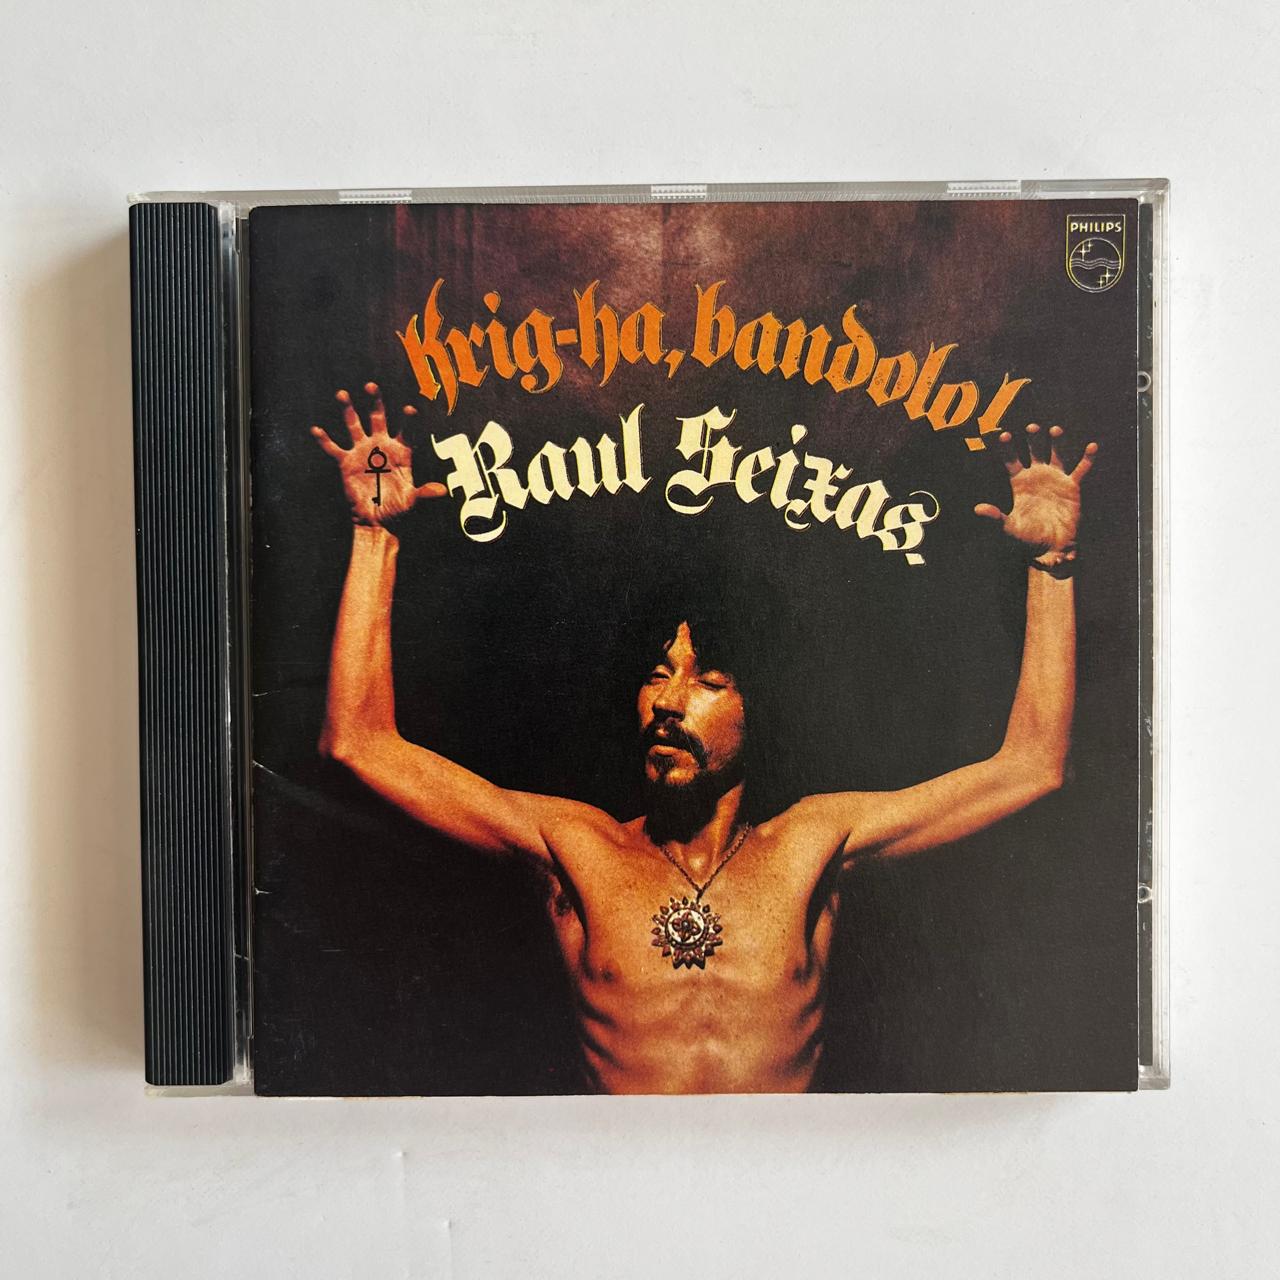 PHILIPS
Krig-ha, bandolo!
Raul Seixas